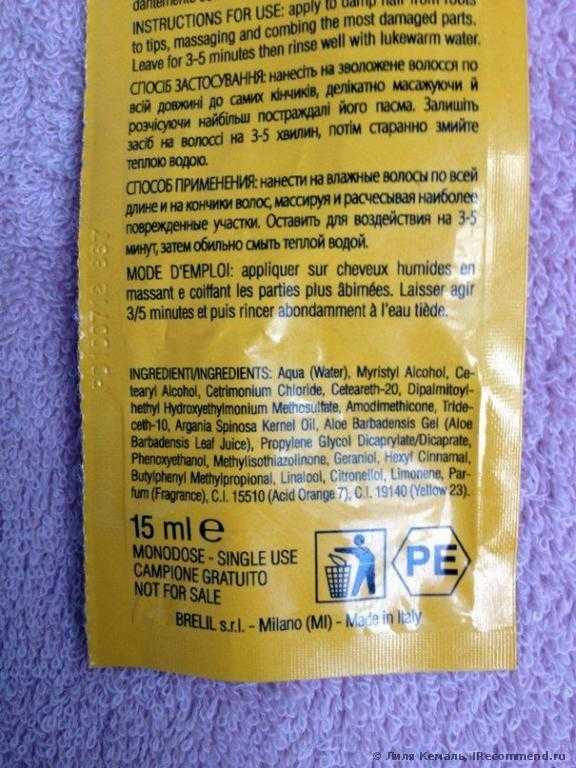 INSTRUCTIONS FOR USE: apply to damp hair from roots
to tips, massaging and combing the most damaged parts.
Leave for 3-5 minutes then rinse well with lukewarm water.
СПОСІБ ЗАСТОСУВАННЯ: нанесіть на зволожене волосся по
всій довжині до самих кінчиків, делікатно масажуючи й
розчісуючи найбільш постраждалі його пасма. Залишіть
засіб на волоссі на 3-5 хвилин, потім старанно змийте
теплою водою.
СПОСОБ ПРИМЕНЕНИЯ: нанести на влажные волосы по всей
длине и на кончики волос, массируя и расчесывая наиболее
поврежденные участки. Оставить для воздействия на 3-5
минут, затем обильно смыть теплой водой.
MODE D'EMPLOI: appliquer sur cheveux humides en
massant e coiffant les parties plus âbimées. Laisser agir
3/5 minutes et puis rincer abondamment à l'eau tiède.
INGREDIENTI/INGREDIENTS: Aqua (Water), Myristyl Alcohol, Ce-
tearyl Alcohol, Cetrimonium Chloride, Ceteareth-20, Dipalmitoyl-
hethyl Hydroxyethylmonium Methosulfate, Amodimethicone, Tride-
ceth-10, Argania Spinosa Kernel Oil, Aloe Barbadensis Gel (Aloe
Barbadensis Leaf Juice), Propylene Glycol Dicaprylate/Dicaprate,
Phenoxyethanol, Methylisothiazolinone, Geraniol, Hexyl Cinnamal,
Butylphenyl Methylpropional, Linalool, Citronellol, Limonene, Par-
fum (Fragrance), C.I. 15510 (Acid Orange 7), C.I. 19140 (Yellow 23).
15 ml e
MONODOSE - SINGLE USE
CAMPIONE GRATUITO
NOT FOR SALE
PE
BRELIL s.r.l. - Milano (MI) - Made in Italy
© Лиля Кемаль, IRecommend.ru